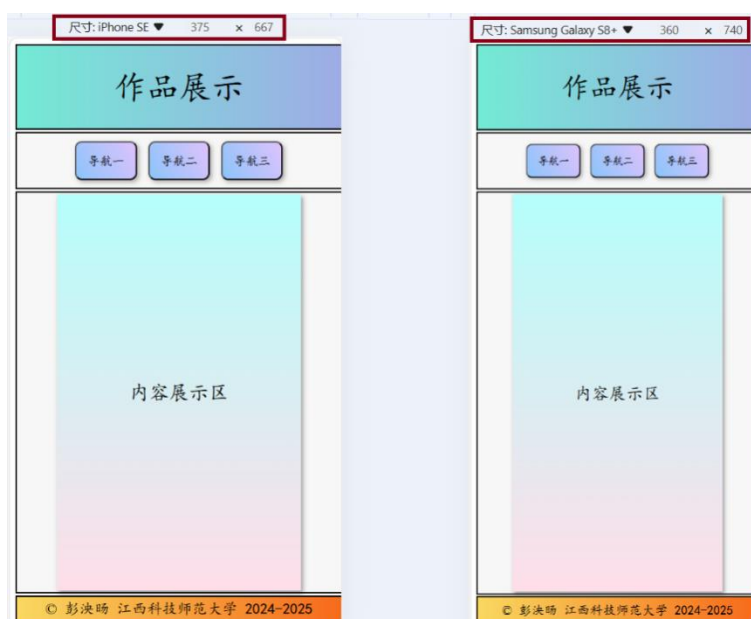 尺寸: iPhone SE ▼ 375 × 667
作品展示
导航一 导航二 导航三
内容展示区
© 彭泱旸 江西科技师范大学 2024-2025
尺寸: Samsung Galaxy S8+ ▼ 360 × 740
作品展示
导航一 导航二 导航三
内容展示区
© 彭泱旸 江西科技师范大学 2024-2025